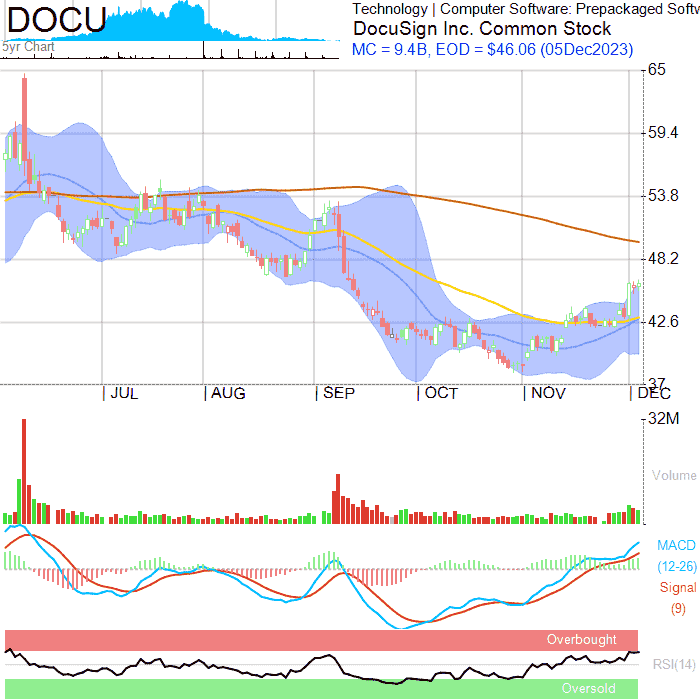 DOCU
5yr Chart
Technology | Computer Software: Prepackaged Softw
DocuSign Inc. Common Stock
MC = 9.4B, EOD = $46.06 (05Dec2023)
65
59.4
53.8
48.2
42.6
37
| JUL | AUG | SEP | OCT | NOV | DEC
32M
Volume
MACD
(12-26)
Signal
(9)
Overbought
RSI(14)
Oversold